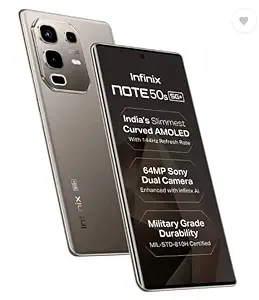 Infinix
NOTE 50s 5G+
India's Slimmest
Curved AMOLED
With 144Hz Refresh Rate
64MP Sony
Dual Camera
Enhanced with Infinix AI
Military Grade
Durability
MIL-STD-810H Certified
Infinix